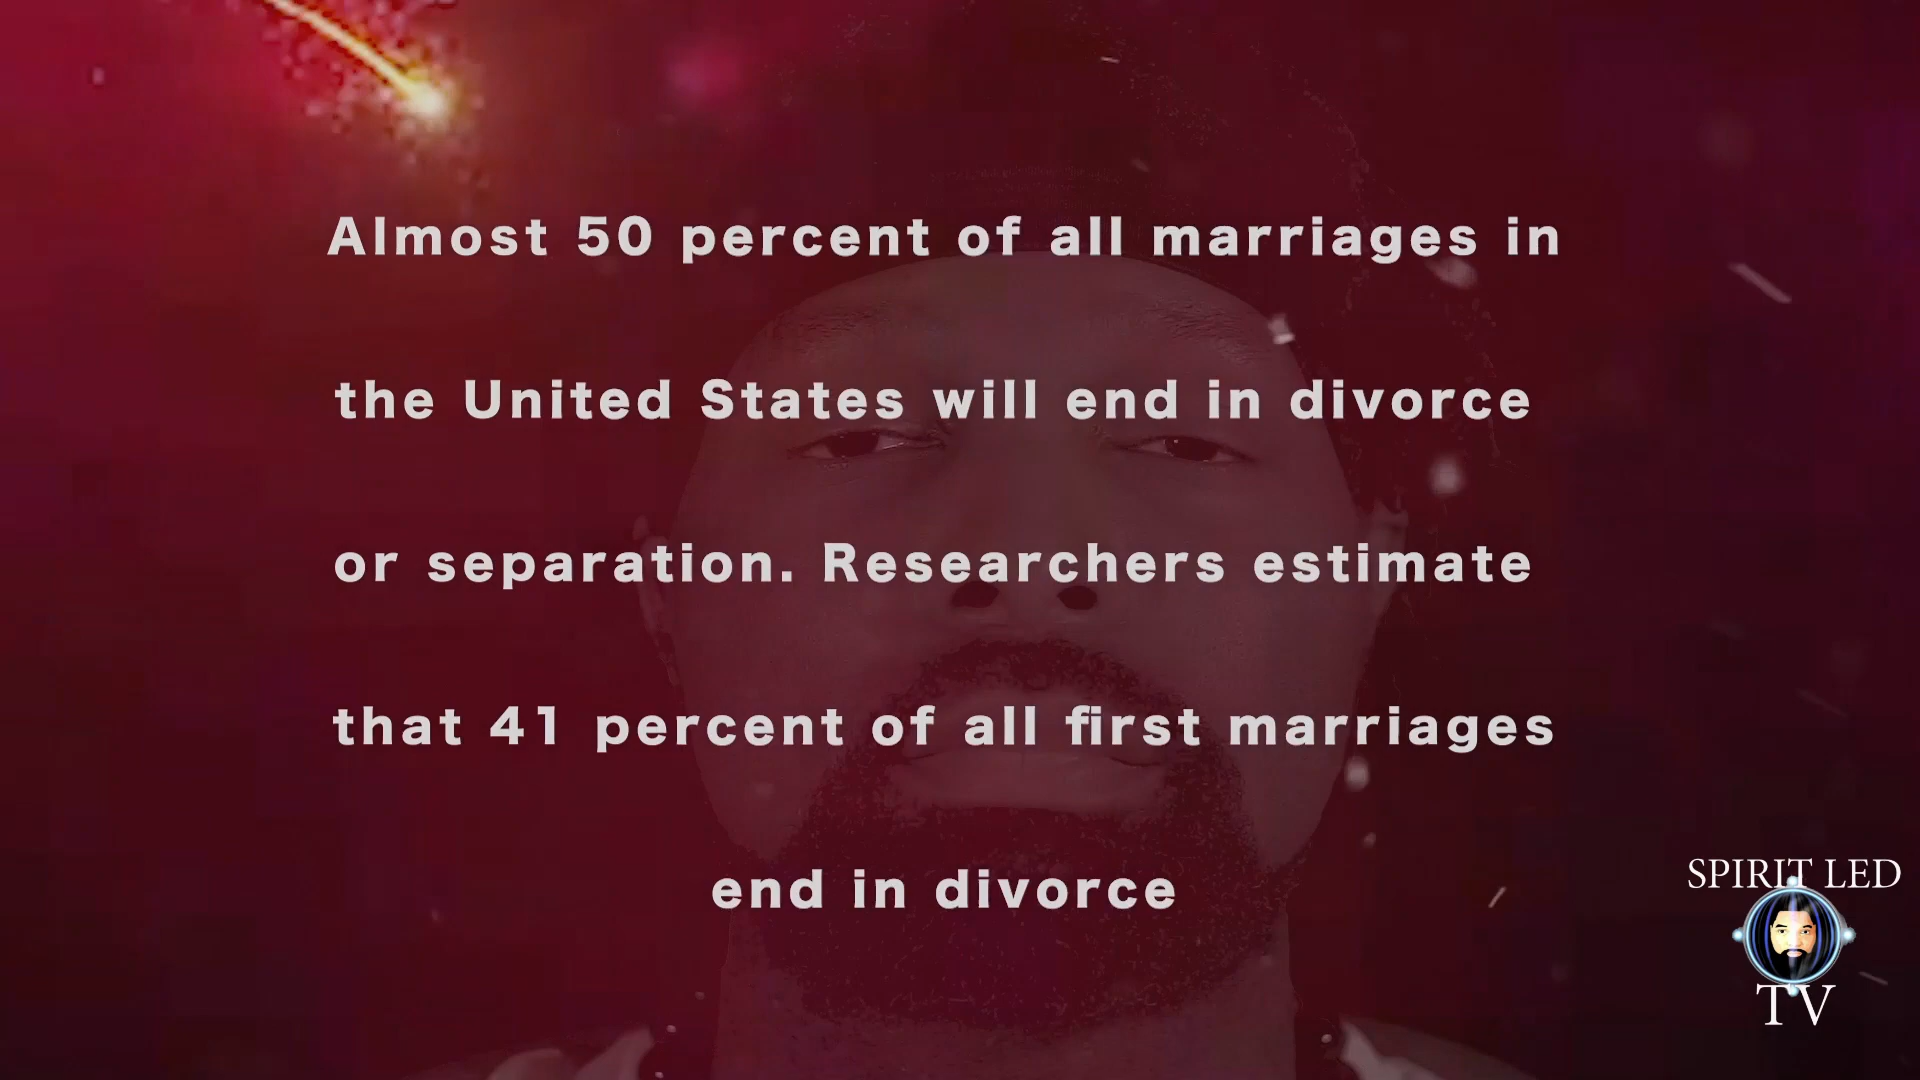 Almost 50 percent of all marriages in
the United States will end in divorce
or separation. Researchers estimate
that 41 percent of all first marriages
end in divorce
SPIRIT LED
TV